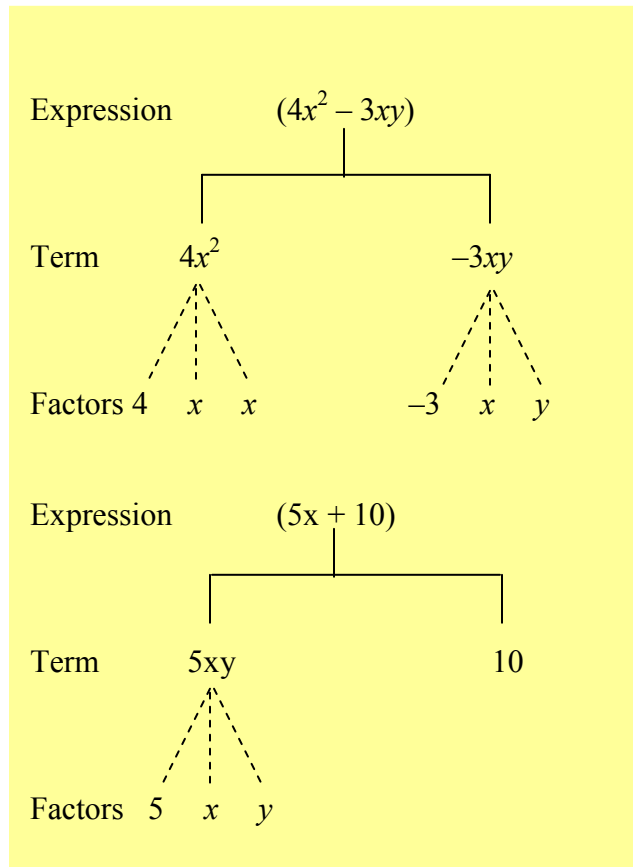 Expression (4x² – 3xy)
Term 4x² –3xy
Factors 4 x x –3 x y
Expression (5x + 10)
Term 5xy 10
Factors 5 x y